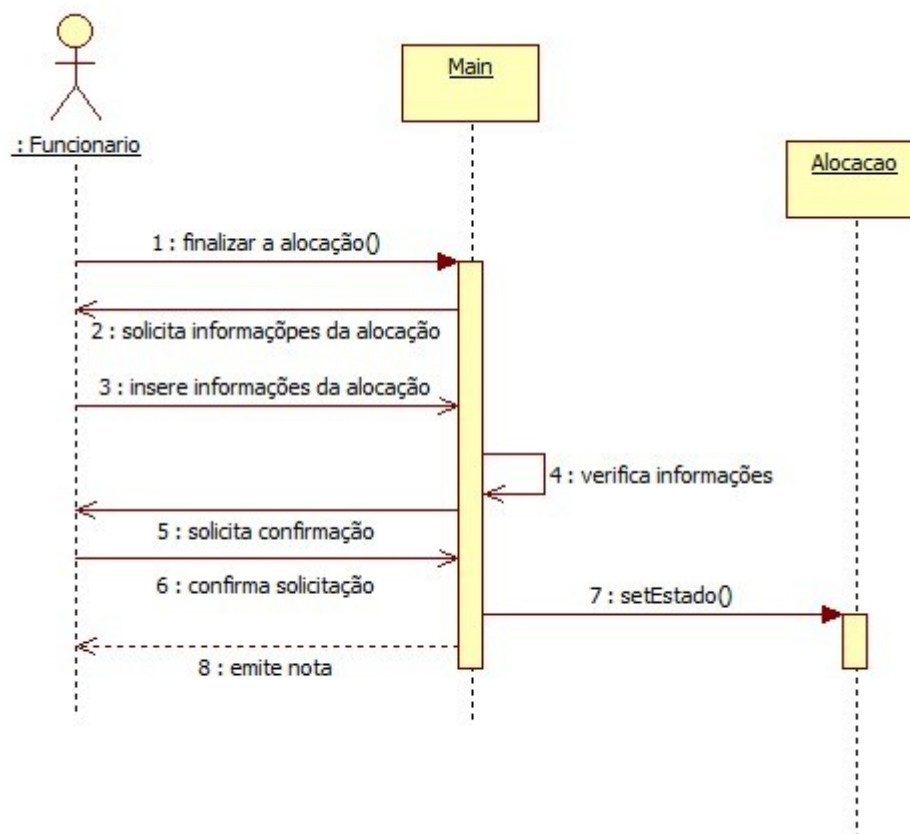 Main
: Funcionario
Alocacao
1 : finalizar a alocação()
2 : solicita informaçõpes da alocação
3 : insere informações da alocação
4 : verifica informações
5 : solicita confirmação
6 : confirma solicitação
7 : setEstado()
8 : emite nota